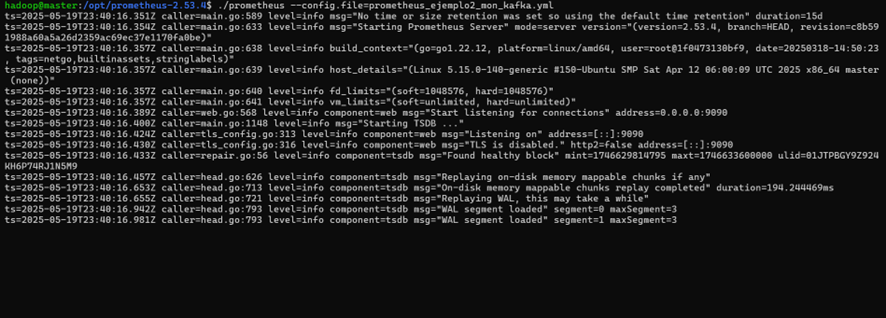 hadoop@master:/opt/prometheus-2.53.4$ ./prometheus --config.file=prometheus_ejemplo2_mon_kafka.yml
ts=2025-05-19T23:40:16.351Z caller=main.go:589 level=info msg="No time or size retention was set so using the default time retention" duration=15d
ts=2025-05-19T23:40:16.354Z caller=main.go:633 level=info msg="Starting Prometheus Server" mode=server version="(version=2.53.4, branch=HEAD, revision=c8b59
1988a60a5a26d2359ac69ec37e1170fa0be)"
ts=2025-05-19T23:40:16.357Z caller=main.go:638 level=info build_context="(go=go1.22.12, platform=linux/amd64, user=root@1f0473130bf9, date=20250318-14:50:23
, tags=netgo,builtinassets,stringlabels)"
ts=2025-05-19T23:40:16.357Z caller=main.go:639 level=info host_details="(Linux 5.15.0-140-generic #150-Ubuntu SMP Sat Apr 12 06:00:09 UTC 2025 x86_64 master
 (none))"
ts=2025-05-19T23:40:16.357Z caller=main.go:640 level=info fd_limits="(soft=1048576, hard=1048576)"
ts=2025-05-19T23:40:16.357Z caller=main.go:641 level=info vm_limits="(soft=unlimited, hard=unlimited)"
ts=2025-05-19T23:40:16.389Z caller=web.go:568 level=info component=web msg="Start listening for connections" address=0.0.0.0:9090
ts=2025-05-19T23:40:16.400Z caller=main.go:1148 level=info msg="Starting TSDB ..."
ts=2025-05-19T23:40:16.424Z caller=tls_config.go:313 level=info component=web msg="Listening on" address=[::]:9090
ts=2025-05-19T23:40:16.430Z caller=tls_config.go:316 level=info component=web msg="TLS is disabled." http2=false address=[::]:9090
ts=2025-05-19T23:40:16.433Z caller=repair.go:56 level=info component=tsdb msg="Found healthy block" mint=1746629814795 maxt=1746633600000 ulid=01JTPBGY9Z924
KH6P74RJ1N5M9
ts=2025-05-19T23:40:16.457Z caller=head.go:626 level=info component=tsdb msg="Replaying on-disk memory mappable chunks if any"
ts=2025-05-19T23:40:16.653Z caller=head.go:713 level=info component=tsdb msg="On-disk memory mappable chunks replay completed" duration=194.244469ms
ts=2025-05-19T23:40:16.655Z caller=head.go:721 level=info component=tsdb msg="Replaying WAL, this may take a while"
ts=2025-05-19T23:40:16.942Z caller=head.go:793 level=info component=tsdb msg="WAL segment loaded" segment=0 maxSegment=3
ts=2025-05-19T23:40:16.981Z caller=head.go:793 level=info component=tsdb msg="WAL segment loaded" segment=1 maxSegment=3